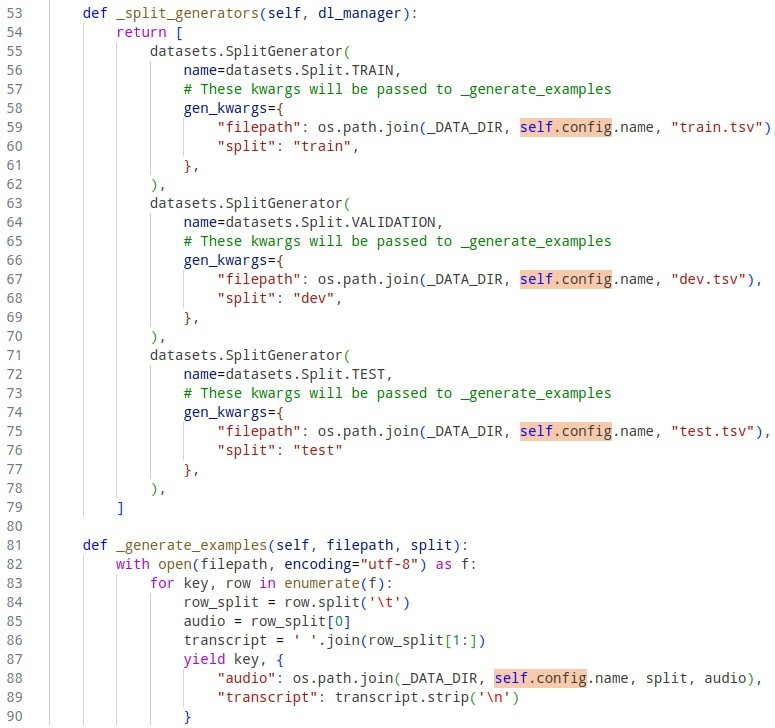 53 def _split_generators(self, dl_manager):
54 return [
55 datasets.SplitGenerator(
56 name=datasets.Split.TRAIN,
57 # These kwargs will be passed to _generate_examples
58 gen_kwargs={
59 "filepath": os.path.join(_DATA_DIR, self.config.name, "train.tsv")
60 "split": "train",
61 },
62 ),
63 datasets.SplitGenerator(
64 name=datasets.Split.VALIDATION,
65 # These kwargs will be passed to _generate_examples
66 gen_kwargs={
67 "filepath": os.path.join(_DATA_DIR, self.config.name, "dev.tsv"),
68 "split": "dev",
69 },
70 ),
71 datasets.SplitGenerator(
72 name=datasets.Split.TEST,
73 # These kwargs will be passed to _generate_examples
74 gen_kwargs={
75 "filepath": os.path.join(_DATA_DIR, self.config.name, "test.tsv"),
76 "split": "test"
77 },
78 ),
79 ]
80
81 def _generate_examples(self, filepath, split):
82 with open(filepath, encoding="utf-8") as f:
83 for key, row in enumerate(f):
84 row_split = row.split('\t')
85 audio = row_split[0]
86 transcript = ' '.join(row_split[1:])
87 yield key, {
88 "audio": os.path.join(_DATA_DIR, self.config.name, split, audio),
89 "transcript": transcript.strip('\n')
90 }